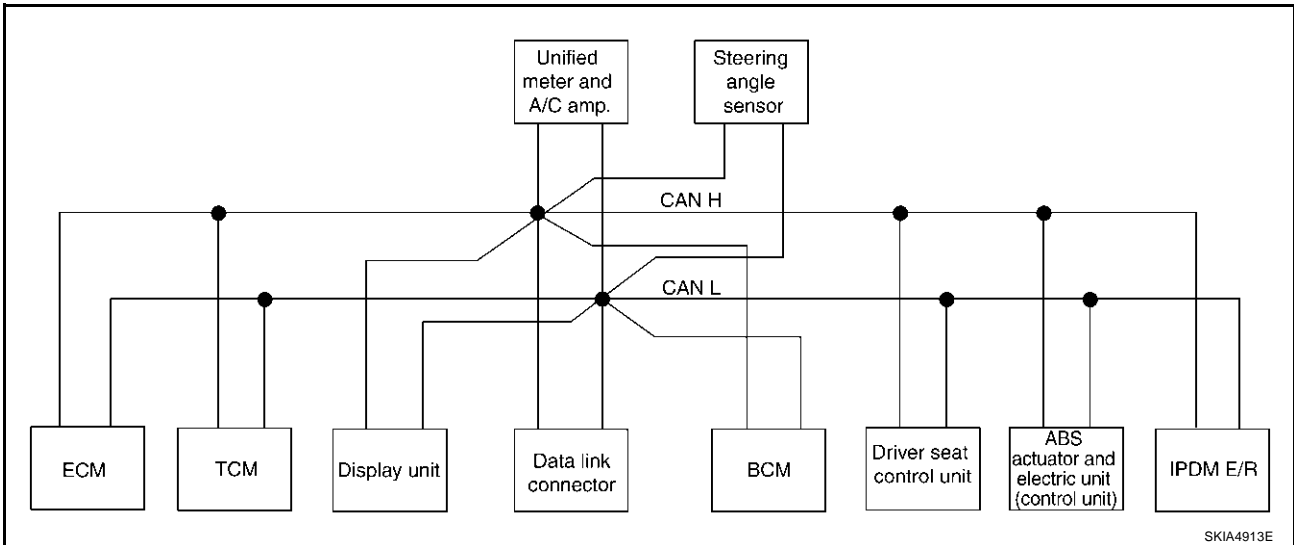 Unified
meter and
A/C amp.
Steering
angle
sensor
CAN H
CAN L
ECM
TCM
Display unit
Data link
connector
BCM
Driver seat
control unit
ABS
actuator and
electric unit
(control unit)
IPDM E/R
SKIA4913E